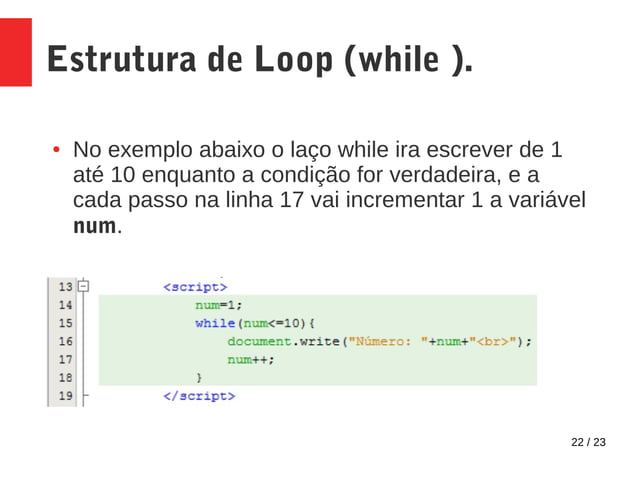 Estrutura de Loop (while ).
• No exemplo abaixo o laço while ira escrever de 1
até 10 enquanto a condição for verdadeira, e a
cada passo na linha 17 vai incrementar 1 a variável
num.
13 <script>
14 num=1;
15 while(num<=10){
16 document.write("Número: "+num+"<br>");
17 num++;
18 }
19 </script>
22 / 23